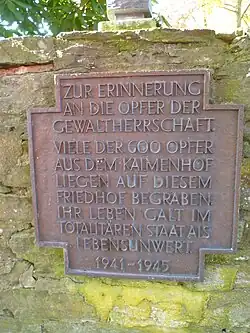 ZUR ERINNERUNG
AN DIE OPFER DER
GEWALTHERRSCHAFT.
VIELE DER 600 OPFER
AUS DEM KALMENHOF
LIEGEN AUF DIESEM
FRIEDHOF BEGRABEN.
IHR LEBEN GALT IM
TOTALITÄREN STAAT ALS
LEBENSUNWERT.
1941-1945